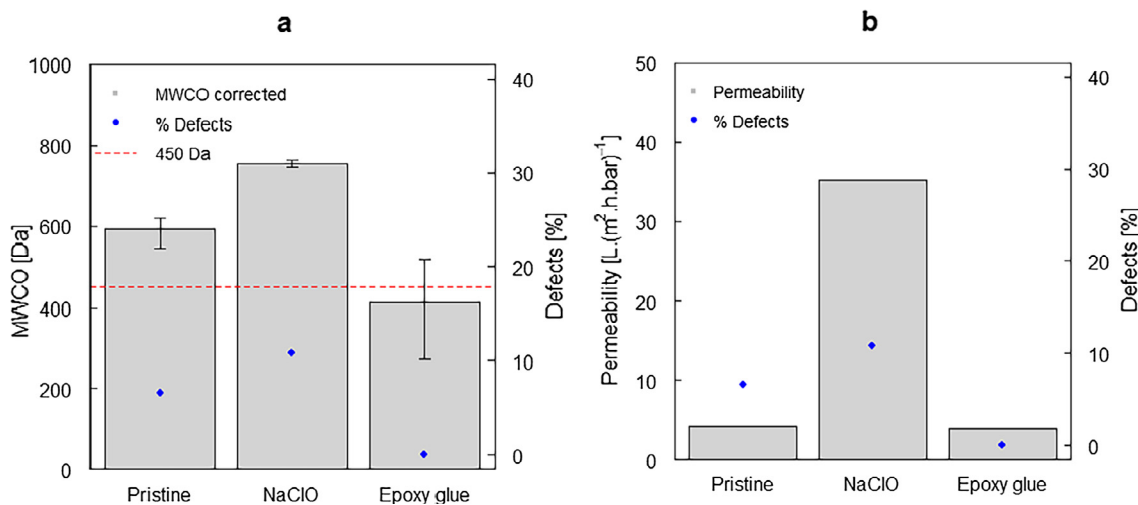 a
1000
800
600
400
200
0
MWCO [Da]
MWCO corrected
% Defects
450 Da
40
30
20
10
0
Defects [%]
Pristine NaClO Epoxy glue
b
50
40
30
20
10
0
Permeability [L.(m².h.bar)⁻¹]
Permeability
% Defects
40
30
20
10
0
Defects [%]
Pristine NaClO Epoxy glue